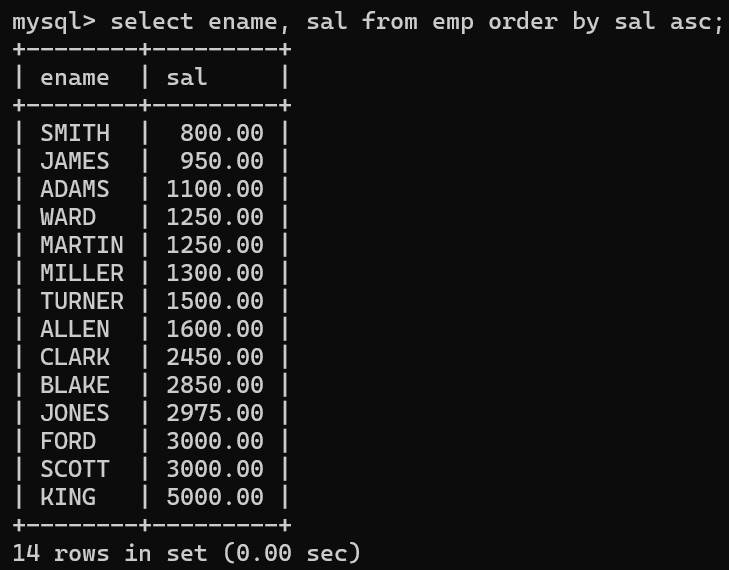 mysql> select ename, sal from emp order by sal asc;
+--------+---------+
| ename  | sal     |
+--------+---------+
| SMITH  |  800.00 |
| JAMES  |  950.00 |
| ADAMS  | 1100.00 |
| WARD   | 1250.00 |
| MARTIN | 1250.00 |
| MILLER | 1300.00 |
| TURNER | 1500.00 |
| ALLEN  | 1600.00 |
| CLARK  | 2450.00 |
| BLAKE  | 2850.00 |
| JONES  | 2975.00 |
| FORD   | 3000.00 |
| SCOTT  | 3000.00 |
| KING   | 5000.00 |
+--------+---------+
14 rows in set (0.00 sec)